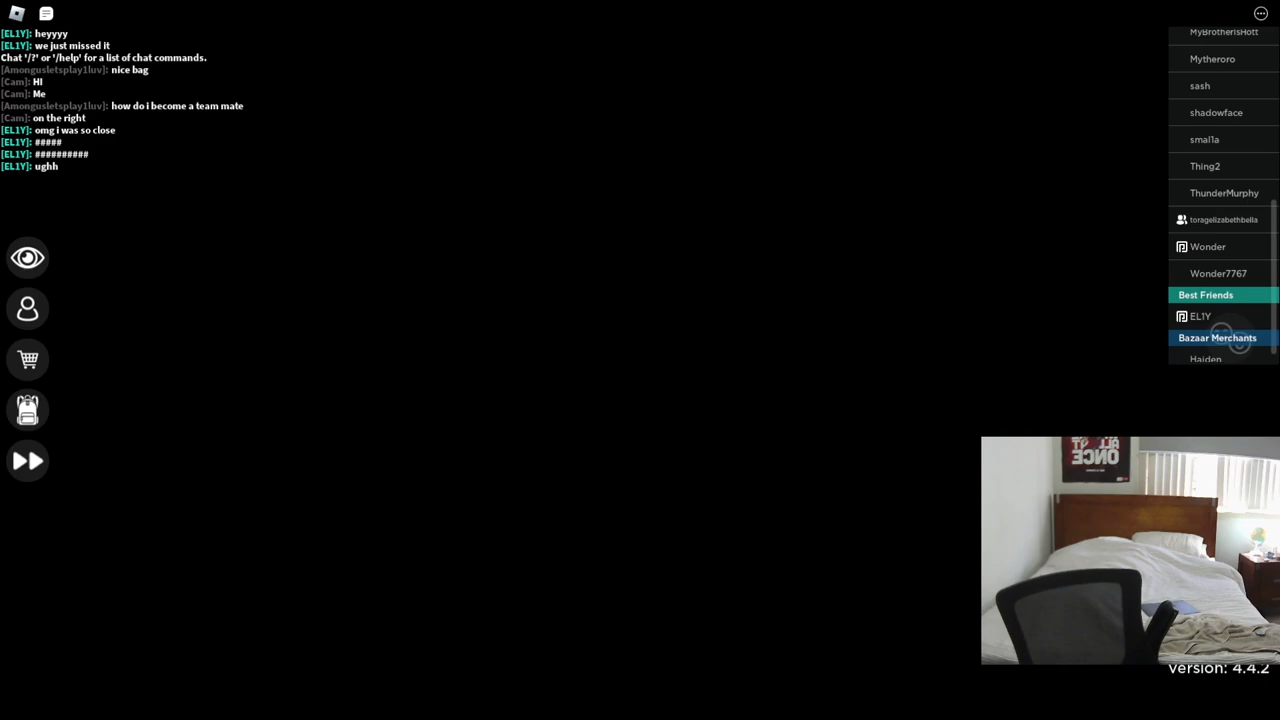 [EL1Y]: heyyyy
[EL1Y]: we just missed it
Chat '/?' or '/help' for a list of chat commands.
[Amongusletsplay1luv]: nice bag
[Cam]: HI
[Cam]: Me
[Amongusletsplay1luv]: how do i become a team mate
[Cam]: on the right
[EL1Y]: omg i was so close
[EL1Y]: #####
[EL1Y]: ##########
[EL1Y]: ughh
MyBrotherIsHott
Mytheroro
sash
shadowface
smal1a
Thing2
ThunderMurphy
toragelizabethbella
Wonder
Wonder7767
Best Friends
EL1Y
Bazaar Merchants
Haiden
ALL
AT
ONCE
Version: 4.4.2